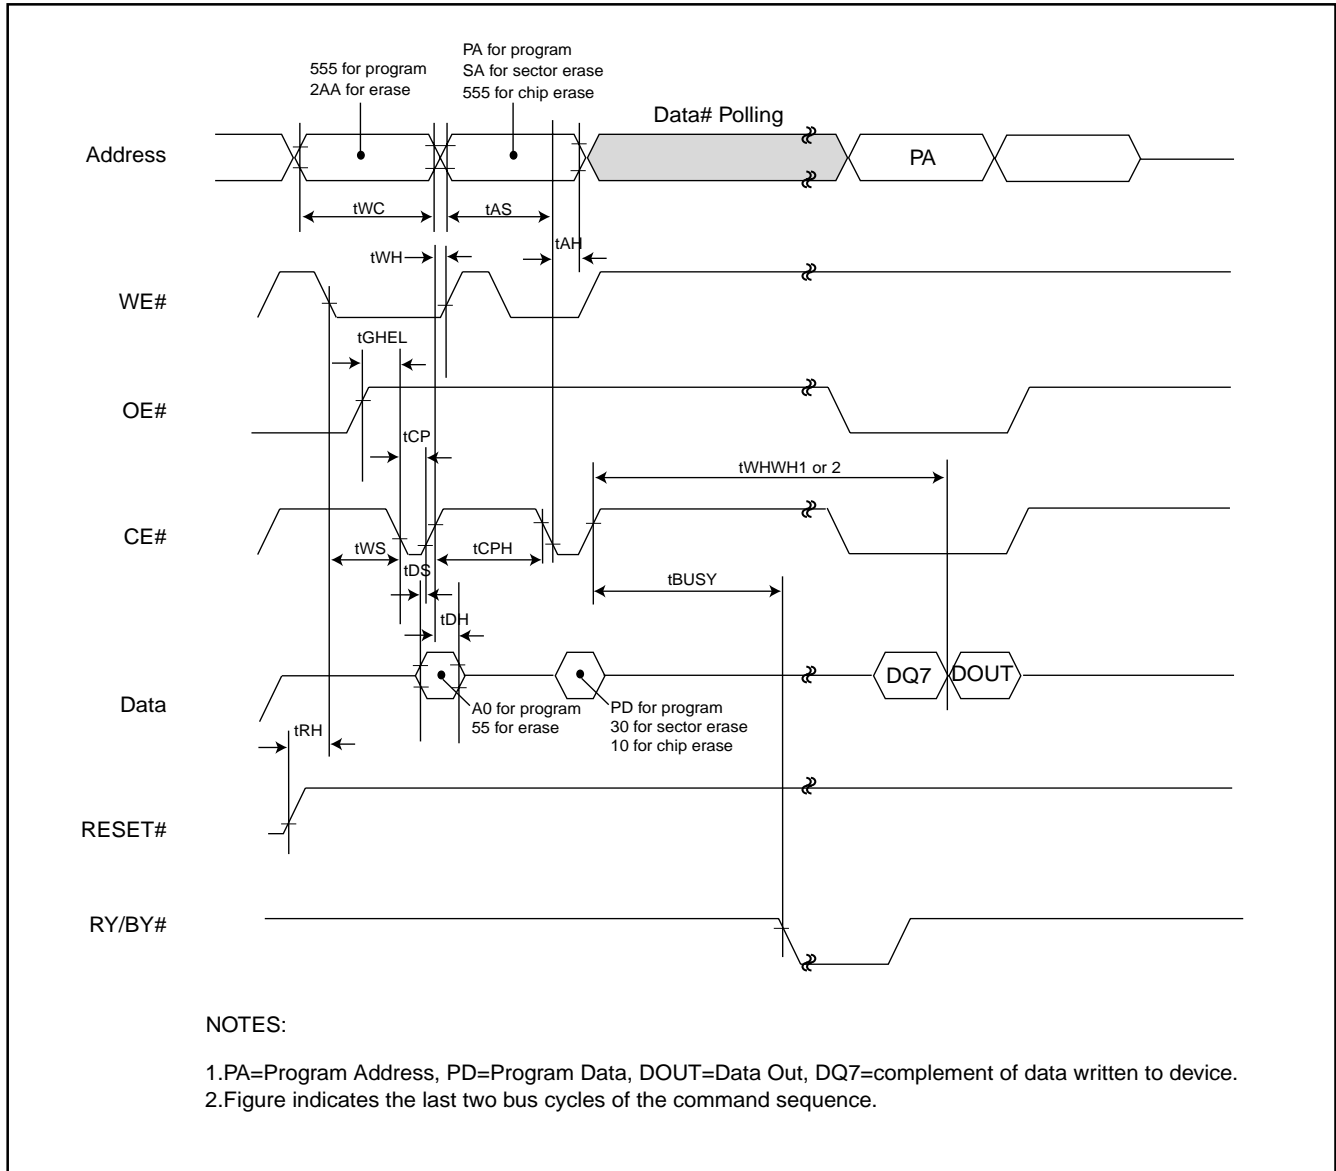 555 for program
2AA for erase
PA for program
SA for sector erase
555 for chip erase
Data# Polling
Address
PA
tWC
tAS
tWH
tAH
WE#
tGHEL
OE#
tCP
tWHWH1 or 2
CE#
tWS
tCPH
tDS
tBUSY
tDH
DQ7
DOUT
Data
A0 for program
55 for erase
PD for program
30 for sector erase
10 for chip erase
tRH
RESET#
RY/BY#
NOTES:
1.PA=Program Address, PD=Program Data, DOUT=Data Out, DQ7=complement of data written to device.
2.Figure indicates the last two bus cycles of the command sequence.